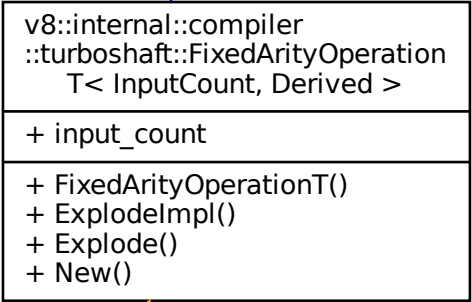 v8::internal::compiler
::turboshaft::FixedArityOperation
T< InputCount, Derived >
+ input_count
+ FixedArityOperationT()
+ ExplodeImpl()
+ Explode()
+ New()